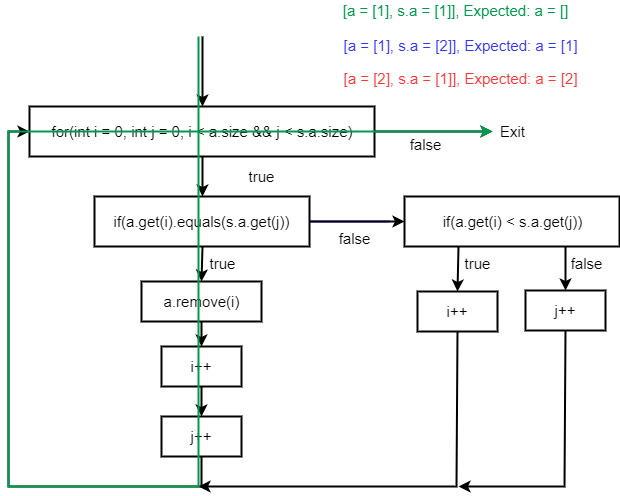 [a = [1], s.a = [1]], Expected: a = []
[a = [1], s.a = [2]], Expected: a = [1]
[a = [2], s.a = [1]], Expected: a = [2]
for(int i = 0, int j = 0, i < a.size && j < s.a.size)
Exit
false
true
if(a.get(i).equals(s.a.get(j)))
if(a.get(i) < s.a.get(j)))
false
true
true
false
a.remove(i)
i++
j++
i++
j++